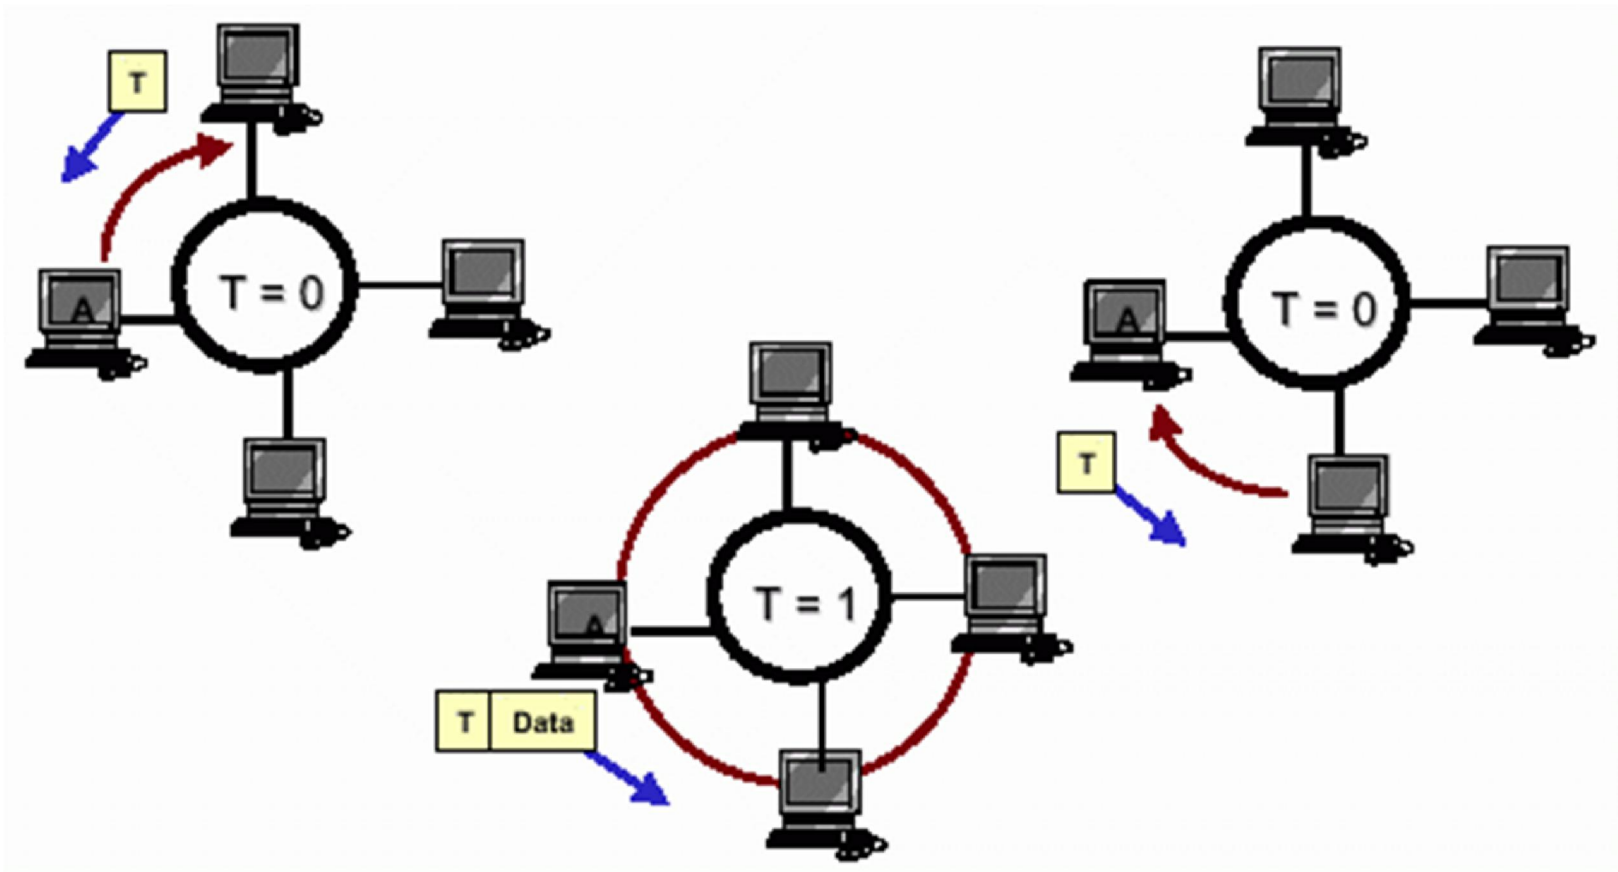 T
A
T = 0
A
T = 1
T Data
A
T = 0
T